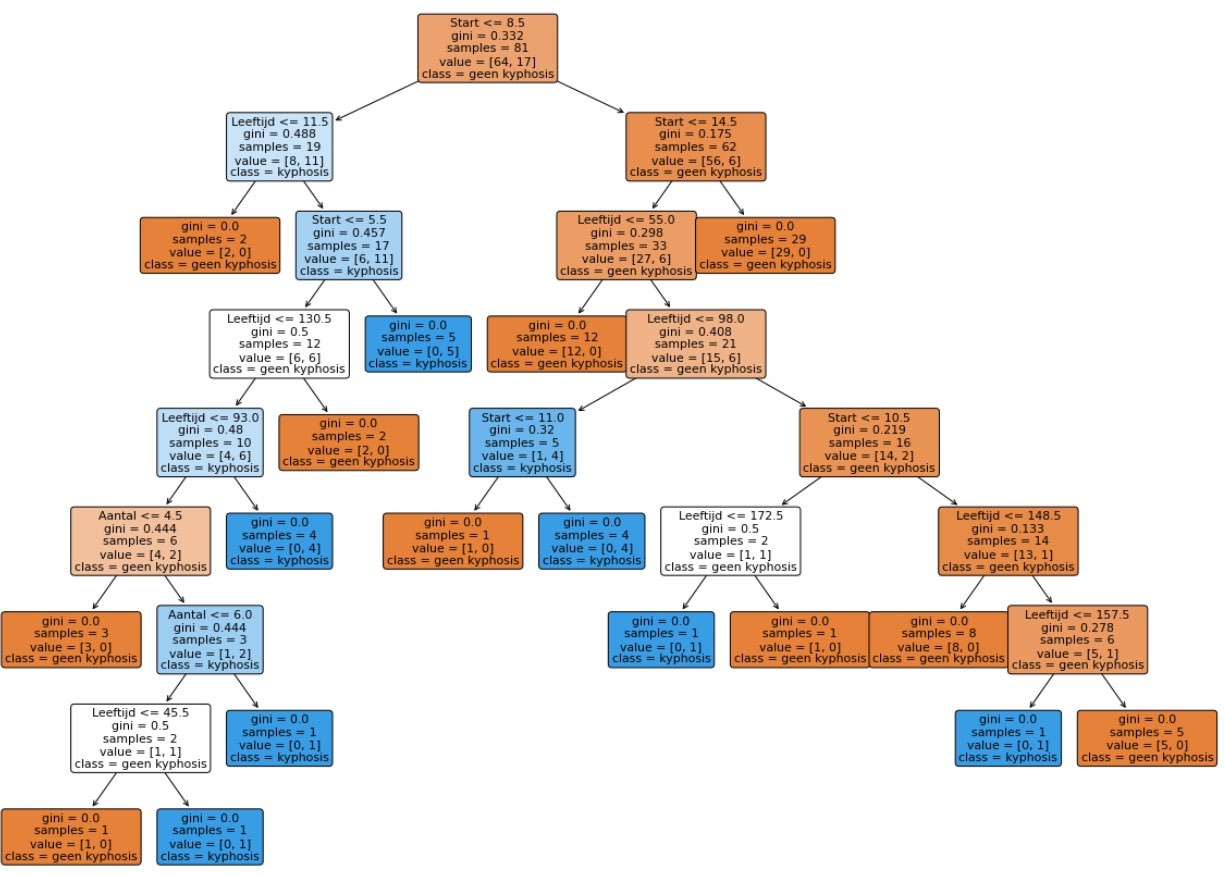 Start <= 8.5
gini = 0.332
samples = 81
value = [64, 17]
class = geen kyphosis
Leeftijd <= 11.5
gini = 0.488
samples = 19
value = [8, 11]
class = kyphosis
Start <= 14.5
gini = 0.175
samples = 62
value = [56, 6]
class = geen kyphosis
gini = 0.0
samples = 2
value = [2, 0]
class = geen kyphosis
Start <= 5.5
gini = 0.457
samples = 17
value = [6, 11]
class = kyphosis
Leeftijd <= 55.0
gini = 0.298
samples = 33
value = [27, 6]
class = geen kyphosis
gini = 0.0
samples = 29
value = [29, 0]
class = geen kyphosis
Leeftijd <= 130.5
gini = 0.5
samples = 12
value = [6, 6]
class = geen kyphosis
gini = 0.0
samples = 5
value = [0, 5]
class = kyphosis
gini = 0.0
samples = 12
value = [12, 0]
class = geen kyphosis
Leeftijd <= 98.0
gini = 0.408
samples = 21
value = [15, 6]
class = geen kyphosis
Leeftijd <= 93.0
gini = 0.48
samples = 10
value = [4, 6]
class = kyphosis
gini = 0.0
samples = 2
value = [2, 0]
class = geen kyphosis
Start <= 11.0
gini = 0.32
samples = 5
value = [1, 4]
class = kyphosis
Start <= 10.5
gini = 0.219
samples = 16
value = [14, 2]
class = geen kyphosis
Aantal <= 4.5
gini = 0.444
samples = 6
value = [4, 2]
class = geen kyphosis
gini = 0.0
samples = 4
value = [0, 4]
class = kyphosis
gini = 0.0
samples = 1
value = [1, 0]
class = geen kyphosis
gini = 0.0
samples = 4
value = [0, 4]
class = kyphosis
Leeftijd <= 172.5
gini = 0.5
samples = 2
value = [1, 1]
class = geen kyphosis
Leeftijd <= 148.5
gini = 0.133
samples = 14
value = [13, 1]
class = geen kyphosis
gini = 0.0
samples = 3
value = [3, 0]
class = geen kyphosis
Aantal <= 6.0
gini = 0.444
samples = 3
value = [1, 2]
class = kyphosis
gini = 0.0
samples = 1
value = [0, 1]
class = kyphosis
gini = 0.0
samples = 1
value = [1, 0]
class = geen kyphosis
gini = 0.0
samples = 8
value = [8, 0]
class = geen kyphosis
Leeftijd <= 157.5
gini = 0.278
samples = 6
value = [5, 1]
class = geen kyphosis
Leeftijd <= 45.5
gini = 0.5
samples = 2
value = [1, 1]
class = geen kyphosis
gini = 0.0
samples = 1
value = [0, 1]
class = kyphosis
gini = 0.0
samples = 1
value = [0, 1]
class = kyphosis
gini = 0.0
samples = 5
value = [5, 0]
class = geen kyphosis
gini = 0.0
samples = 1
value = [1, 0]
class = geen kyphosis
gini = 0.0
samples = 1
value = [0, 1]
class = kyphosis